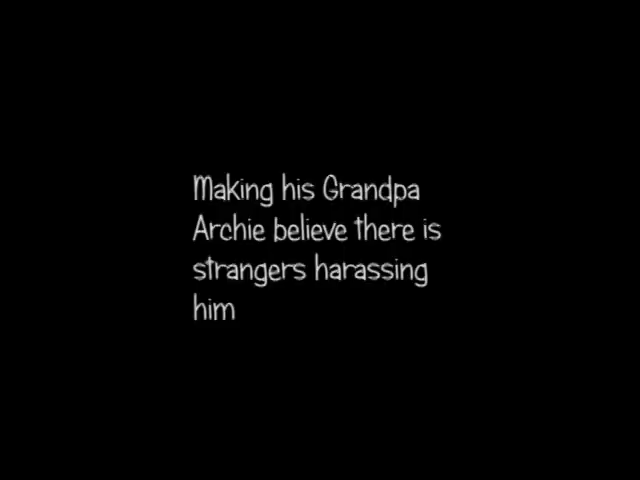 Making his Grandpa
Archie believe there is
strangers harassing
him